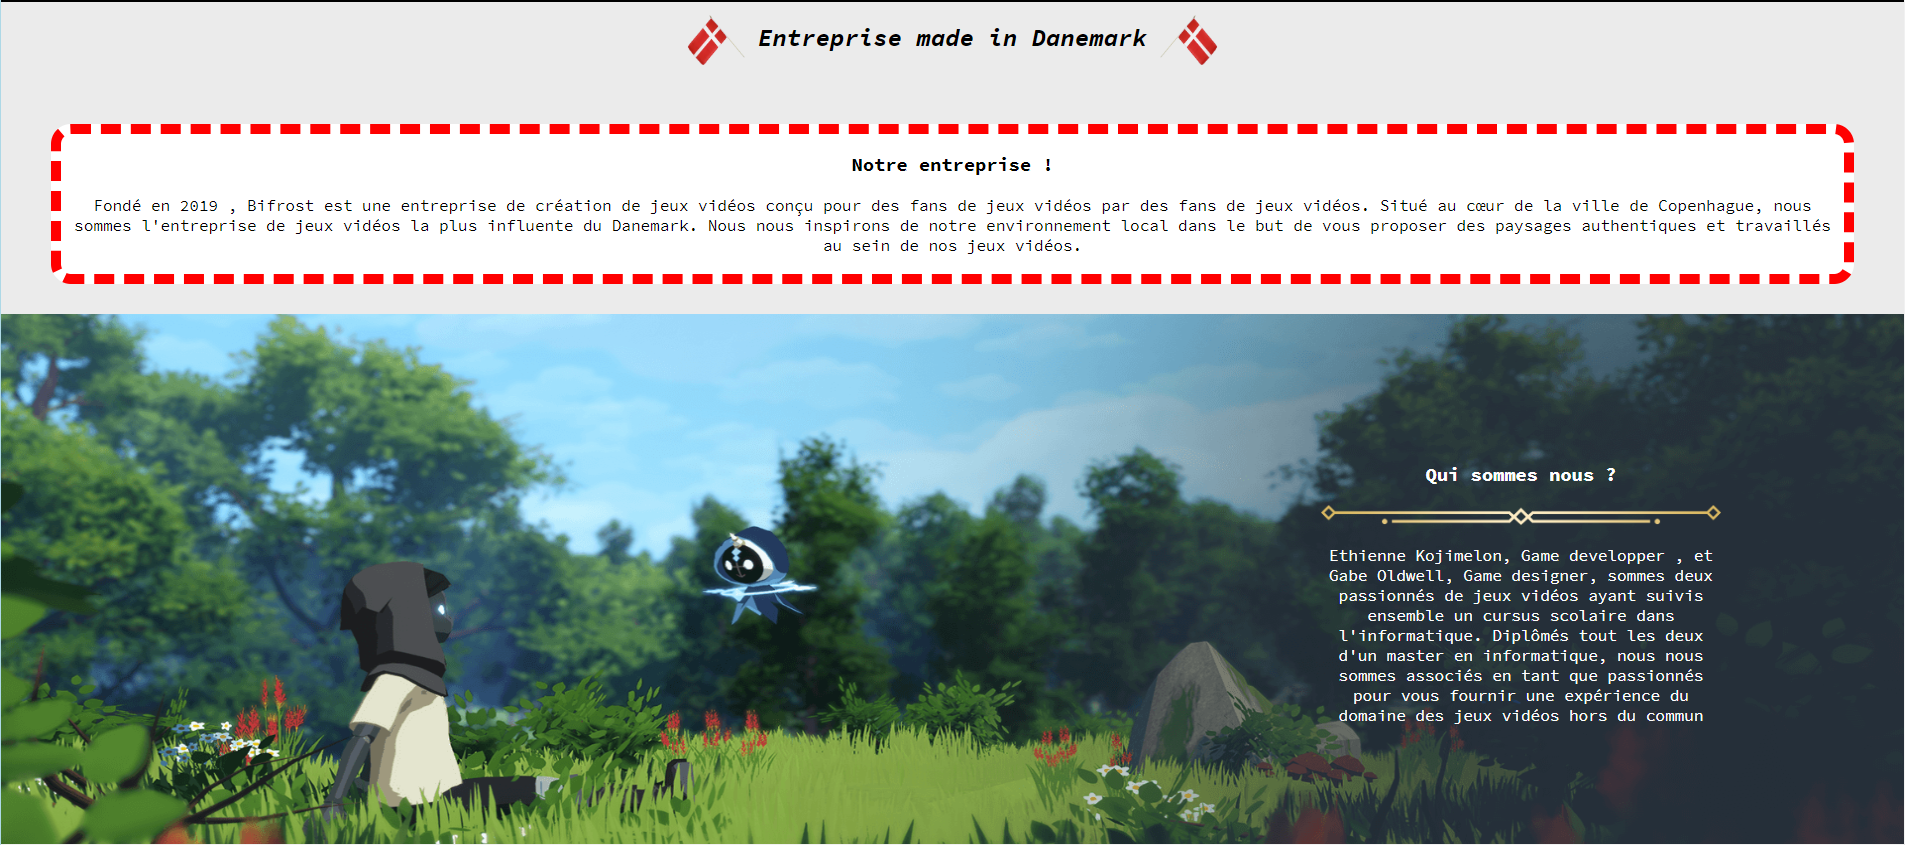 Entreprise made in Danemark
Notre entreprise !
Fondé en 2019 , Bifrost est une entreprise de création de jeux vidéos conçu pour des fans de jeux vidéos par des fans de jeux vidéos. Situé au cœur de la ville de Copenhague, nous
sommes l'entreprise de jeux vidéos la plus influente du Danemark. Nous nous inspirons de notre environnement local dans le but de vous proposer des paysages authentiques et travaillés
au sein de nos jeux vidéos.
Qui sommes nous ?
Ethienne Kojimelon, Game developper , et
Gabe Oldwell, Game designer, sommes deux
passionnés de jeux vidéos ayant suivis
ensemble un cursus scolaire dans
l'informatique. Diplômés tout les deux
d'un master en informatique, nous nous
sommes associés en tant que passionnés
pour vous fournir une expérience du
domaine des jeux vidéos hors du commun